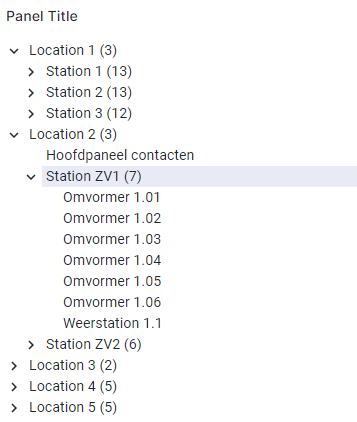 Panel Title
Location 1 (3)
Station 1 (13)
Station 2 (13)
Station 3 (12)
Location 2 (3)
Hoofdpaneel contacten
Station ZV1 (7)
Omvormer 1.01
Omvormer 1.02
Omvormer 1.03
Omvormer 1.04
Omvormer 1.05
Omvormer 1.06
Weerstation 1.1
Station ZV2 (6)
Location 3 (2)
Location 4 (5)
Location 5 (5)